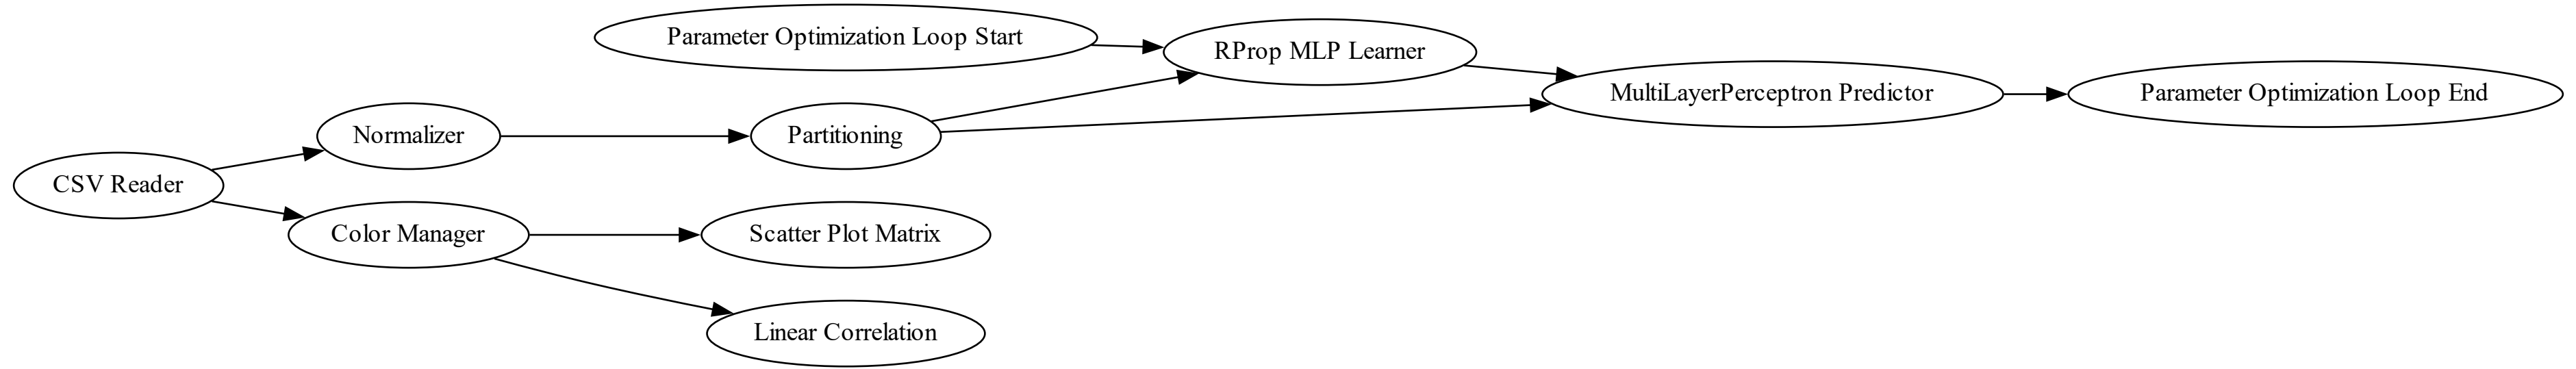 Parameter Optimization Loop Start
RProp MLP Learner
MultiLayerPerceptron Predictor
Parameter Optimization Loop End
Normalizer
Partitioning
CSV Reader
Color Manager
Scatter Plot Matrix
Linear Correlation